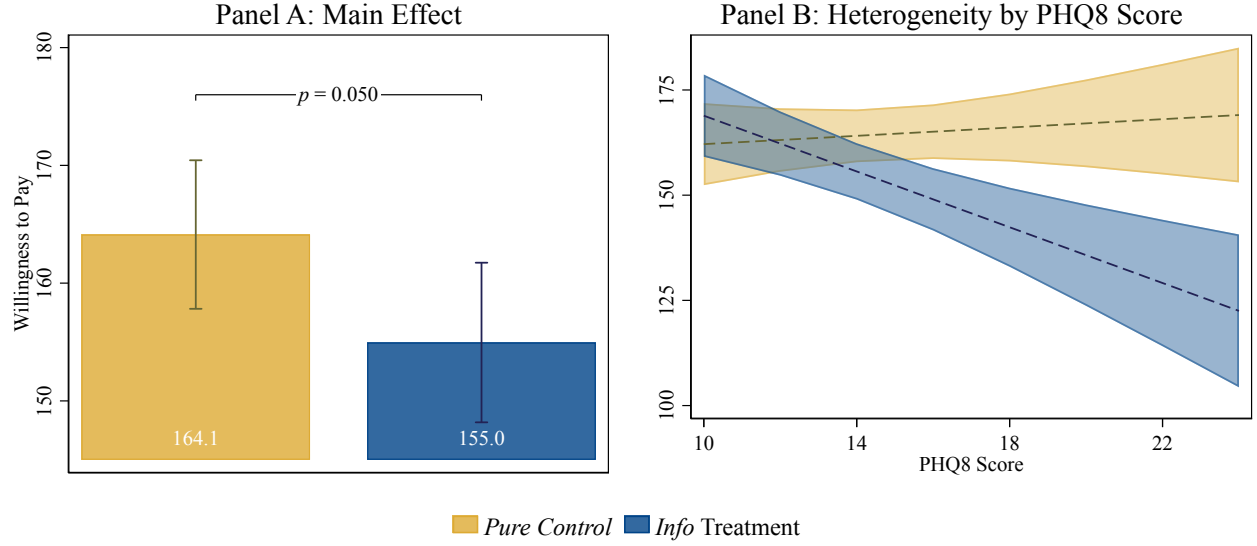 Panel A: Main Effect
Willingness to Pay
180
170
160
150
p = 0.050
164.1
155.0
Panel B: Heterogeneity by PHQ8 Score
175
150
125
100
10
14
18
22
PHQ8 Score
Pure Control
Info Treatment